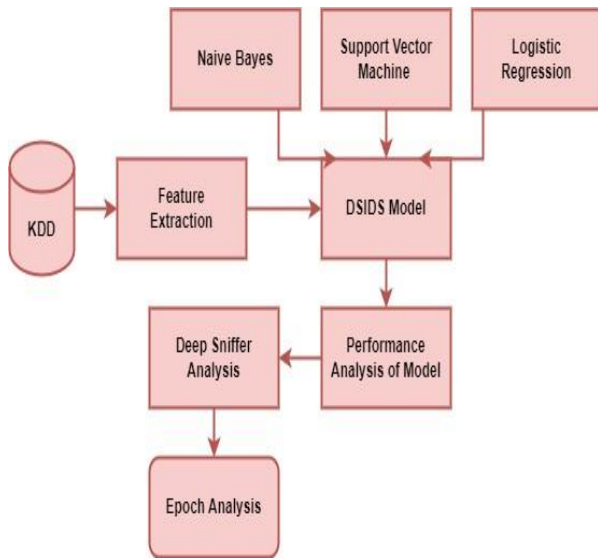 Naive Bayes
Support Vector
Machine
Logistic
Regression
KDD
Feature
Extraction
DSIDS Model
Deep Sniffer
Analysis
Performance
Analysis of Model
Epoch Analysis